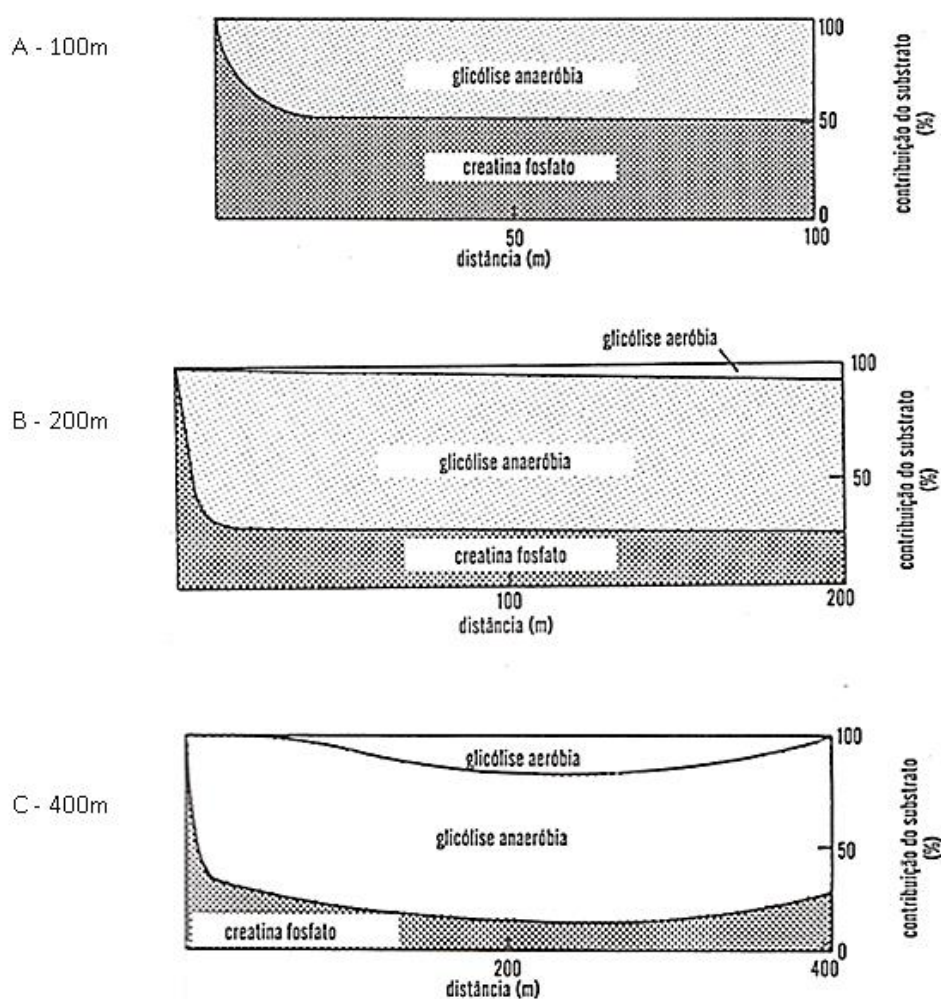 A - 100m
glicólise anaeróbia
creatina fosfato
100
50
0
contribuição do substrato
(%)
50
100
distância (m)
B - 200m
glicólise aeróbia
glicólise anaeróbia
creatina fosfato
100
50
contribuição do substrato
(%)
100
200
distância (m)
C - 400m
glicólise aeróbia
glicólise anaeróbia
creatina fosfato
100
50
0
contribuição do substrato
(%)
200
400
distância (m)